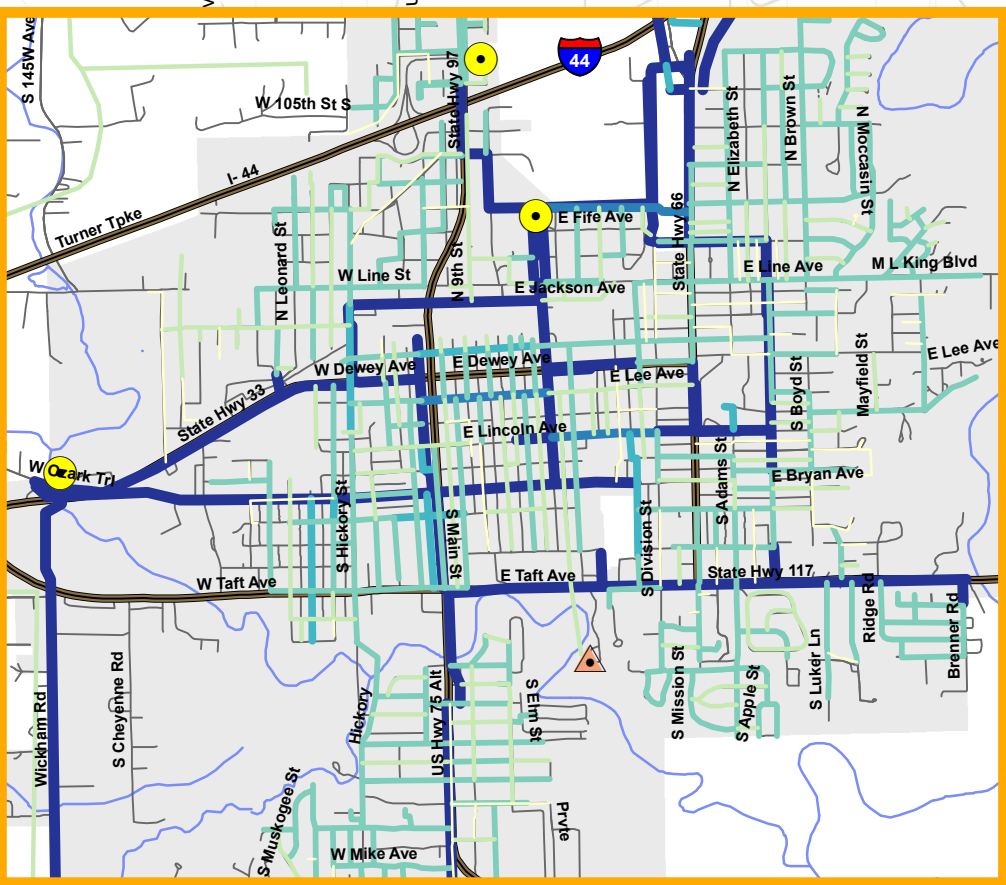 S 145W Ave
State Hwy 97
44
W 105th St S
N Elizabeth St
N Brown St
N Moccasin St
I- 44
Turner Tpke
E Fife Ave
State Hwy 66
N Leonard St
W Line St
N 9th St
E Jackson Ave
E Line Ave
M L King Blvd
W Dewey Ave
E Dewey Ave
E Lee Ave
E Lee Ave
State Hwy 33
S Boyd St
Mayfield St
E Lincoln Ave
W Ozark Trl
E Bryan Ave
S Adams St
S Hickory St
S Main St
S Division St
W Taft Ave
E Taft Ave
State Hwy 117
Ridge Rd
Brenner Rd
S Luker Ln
S Mission St
S Apple St
S Cheyenne Rd
Wickham Rd
Hickory
US Hwy 75 Alt
S Elm St
S Muskogee St
Prvte
W Mike Ave